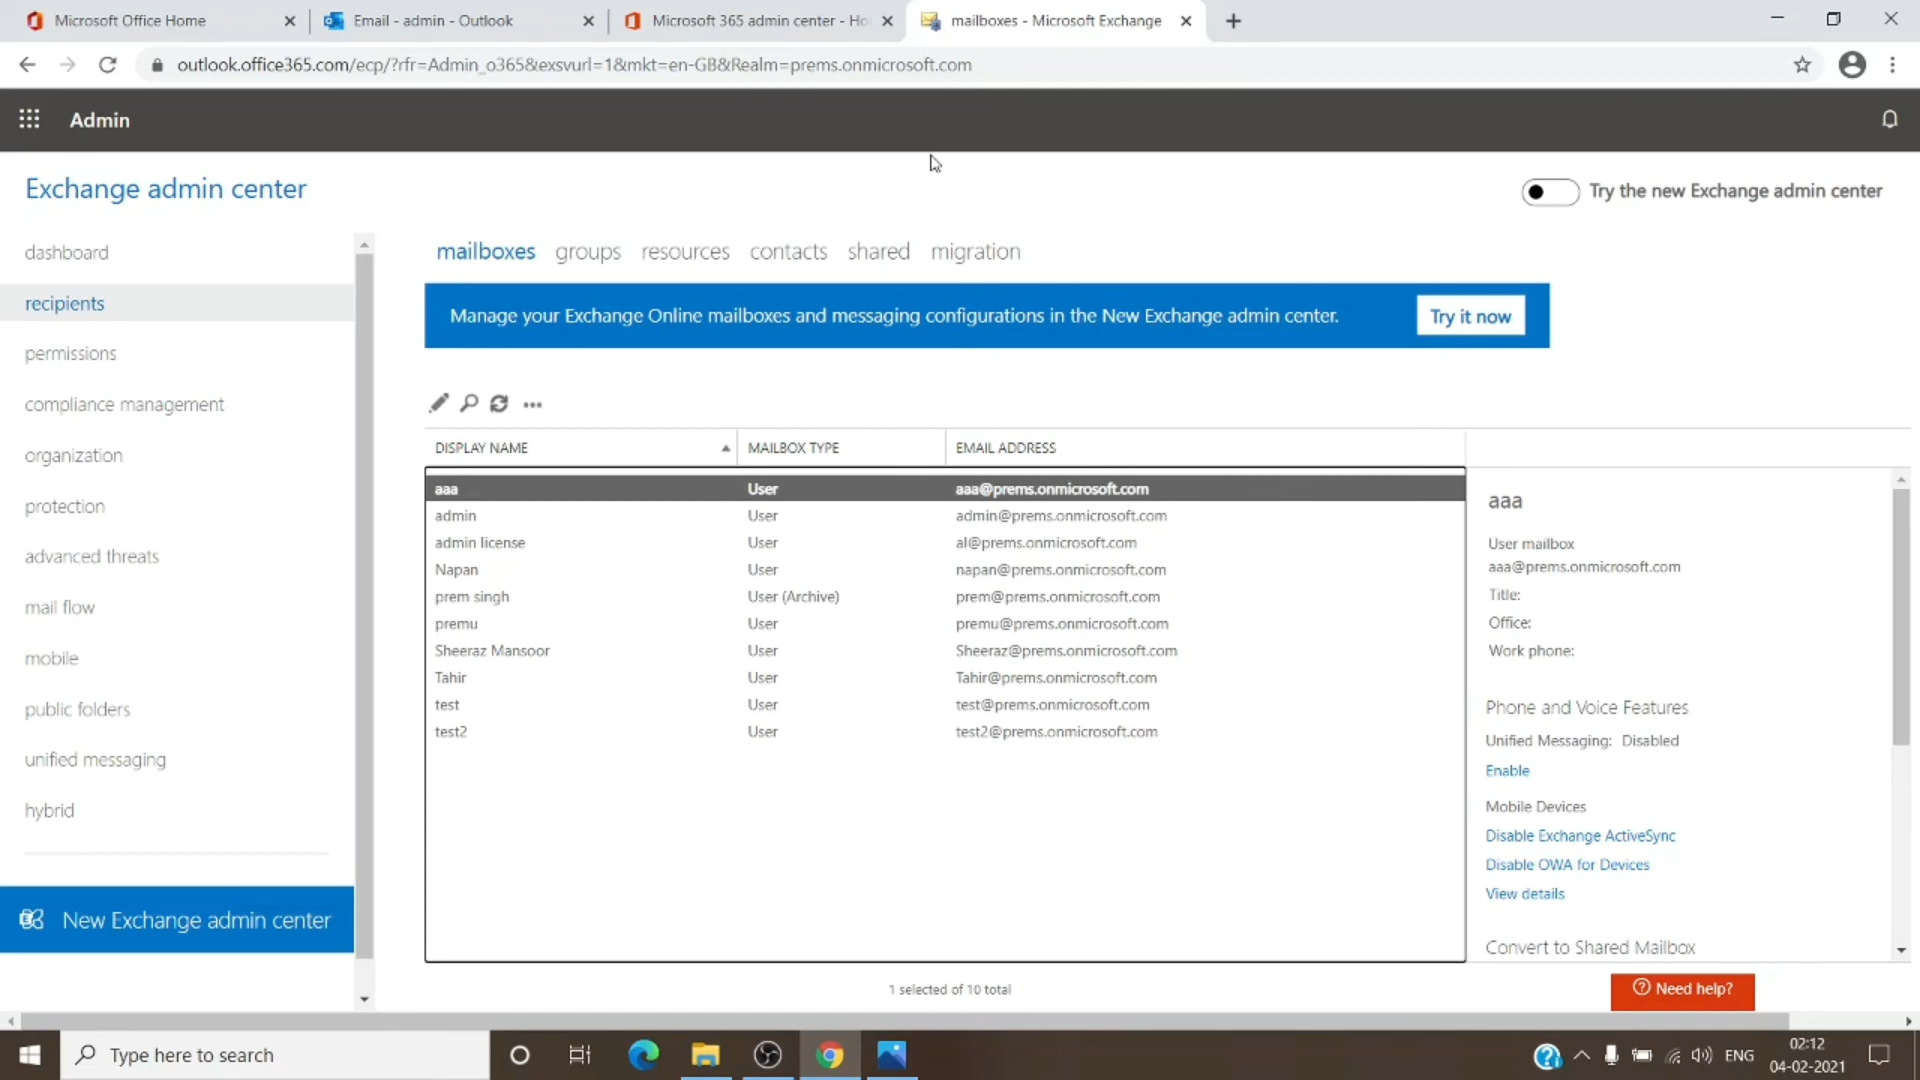 Microsoft Office Home
Email - admin - Outlook
Microsoft 365 admin center - Ho
mailboxes - Microsoft Exchange
outlook.office365.com/ecp/?rfr=Admin_o365&exsvurl=1&mkt=en-GB&Realm=prems.onmicrosoft.com
Admin
Exchange admin center
Try the new Exchange admin center
dashboard
recipients
permissions
compliance management
organization
protection
advanced threats
mail flow
mobile
public folders
unified messaging
hybrid
New Exchange admin center
mailboxes groups resources contacts shared migration
Manage your Exchange Online mailboxes and messaging configurations in the New Exchange admin center.
Try it now
DISPLAY NAME MAILBOX TYPE EMAIL ADDRESS
aaa User aaa@prems.onmicrosoft.com
admin User admin@prems.onmicrosoft.com
admin license User al@prems.onmicrosoft.com
Napan User napan@prems.onmicrosoft.com
prem singh User (Archive) prem@prems.onmicrosoft.com
premu User premu@prems.onmicrosoft.com
Sheeraz Mansoor User Sheeraz@prems.onmicrosoft.com
Tahir User Tahir@prems.onmicrosoft.com
test User test@prems.onmicrosoft.com
test2 User test2@prems.onmicrosoft.com
1 selected of 10 total
aaa
User mailbox
aaa@prems.onmicrosoft.com
Title:
Office:
Work phone:
Phone and Voice Features
Unified Messaging: Disabled
Enable
Mobile Devices
Disable Exchange ActiveSync
Disable OWA for Devices
View details
Convert to Shared Mailbox
Need help?
Type here to search
ENG
02:12
04-02-2021